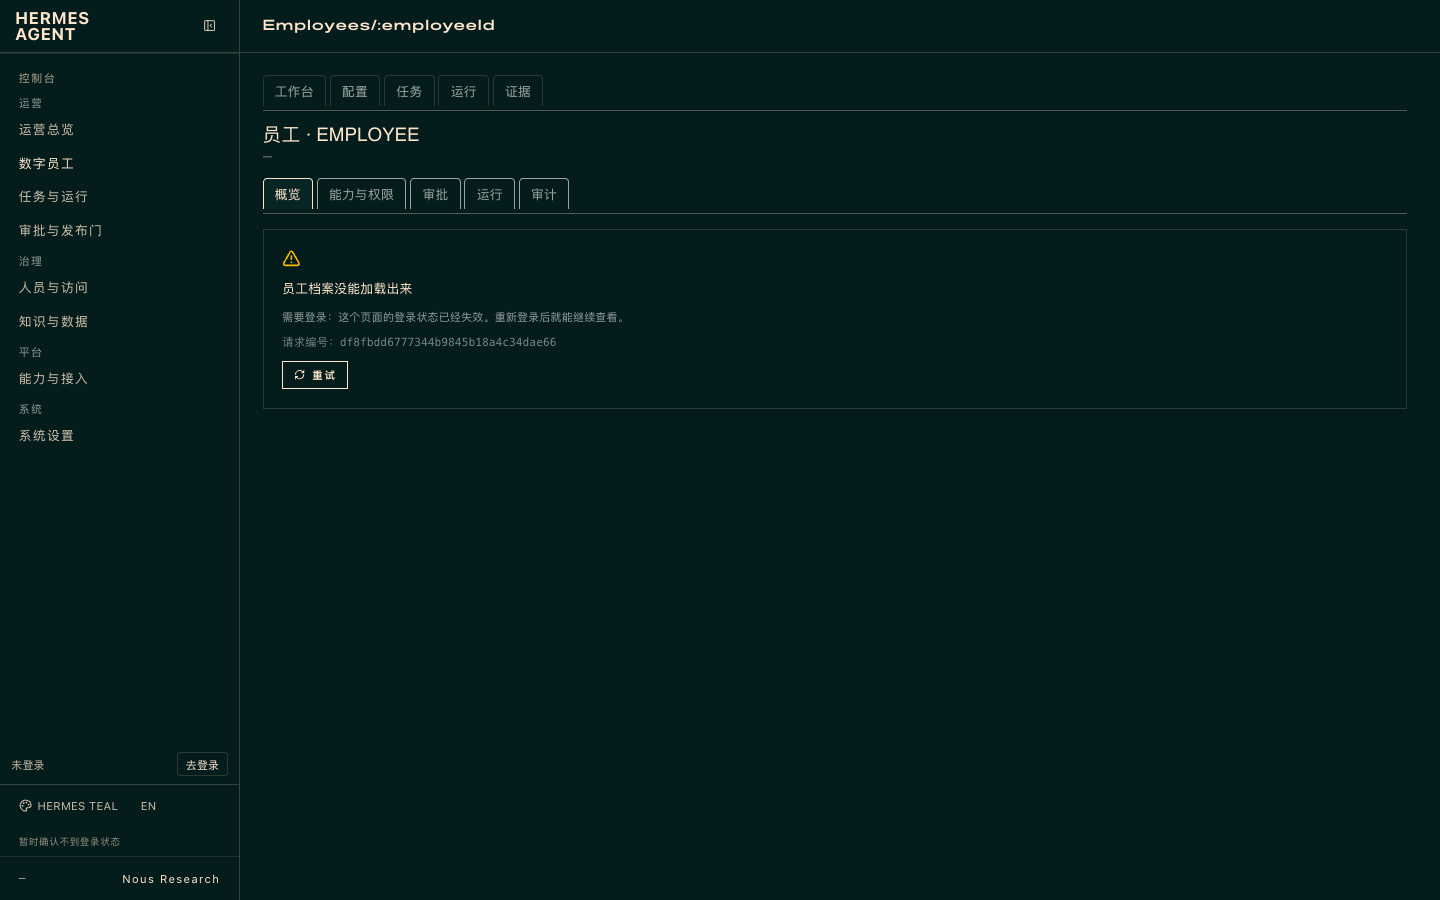 HERMES
AGENT
Employees/:employeeId
控制台
运营
运营总览
数字员工
任务与运行
审批与发布门
治理
人员与访问
知识与数据
平台
能力与接入
系统
系统设置
工作台 配置 任务 运行 证据
员工 · EMPLOYEE
—
概览 能力与权限 审批 运行 审计
员工档案没能加载出来
需要登录：这个页面的登录状态已经失效。重新登录后就能继续查看。
请求编号：df8fbdd6777344b9845b18a4c34dae66
重试
未登录 去登录
HERMES TEAL EN
暂时确认不到登录状态
— Nous Research